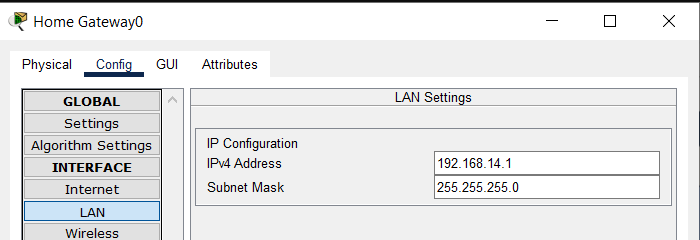 Home Gateway0
Physical Config GUI Attributes
GLOBAL
Settings
Algorithm Settings
INTERFACE
Internet
LAN
Wireless
LAN Settings
IP Configuration
IPv4 Address 192.168.14.1
Subnet Mask 255.255.255.0